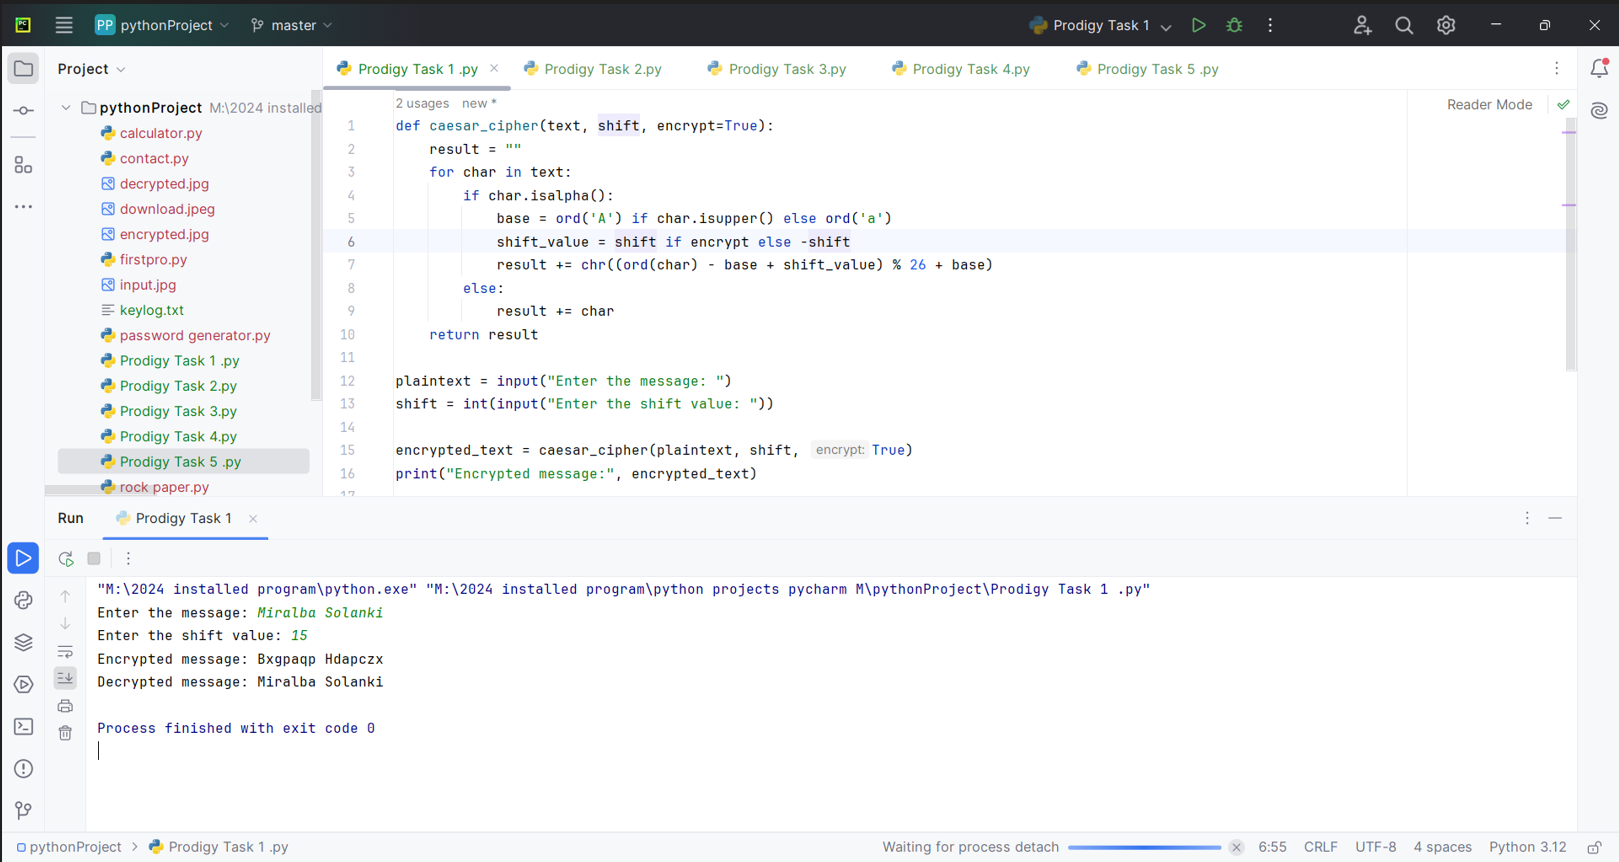 PC
PP pythonProject
master
Prodigy Task 1
Project
Prodigy Task 1 .py
Prodigy Task 2.py
Prodigy Task 3.py
Prodigy Task 4.py
Prodigy Task 5 .py
pythonProject M:\2024 installed
calculator.py
contact.py
decrypted.jpg
download.jpeg
encrypted.jpg
firstpro.py
input.jpg
keylog.txt
password generator.py
Prodigy Task 1 .py
Prodigy Task 2.py
Prodigy Task 3.py
Prodigy Task 4.py
Prodigy Task 5 .py
rock paper.py
2 usages new *
Reader Mode
1 def caesar_cipher(text, shift, encrypt=True):
2 result = ""
3 for char in text:
4 if char.isalpha():
5 base = ord('A') if char.isupper() else ord('a')
6 shift_value = shift if encrypt else -shift
7 result += chr((ord(char) - base + shift_value) % 26 + base)
8 else:
9 result += char
10 return result
11
12 plaintext = input("Enter the message: ")
13 shift = int(input("Enter the shift value: "))
14
15 encrypted_text = caesar_cipher(plaintext, shift, encrypt: True)
16 print("Encrypted message:", encrypted_text)
17
Run
Prodigy Task 1
"M:\2024 installed program\python.exe" "M:\2024 installed program\python projects pycharm M\pythonProject\Prodigy Task 1 .py"
Enter the message: Miralba Solanki
Enter the shift value: 15
Encrypted message: Bxgpaqp Hdapczx
Decrypted message: Miralba Solanki
Process finished with exit code 0
pythonProject > Prodigy Task 1 .py
Waiting for process detach
6:55 CRLF UTF-8 4 spaces Python 3.12